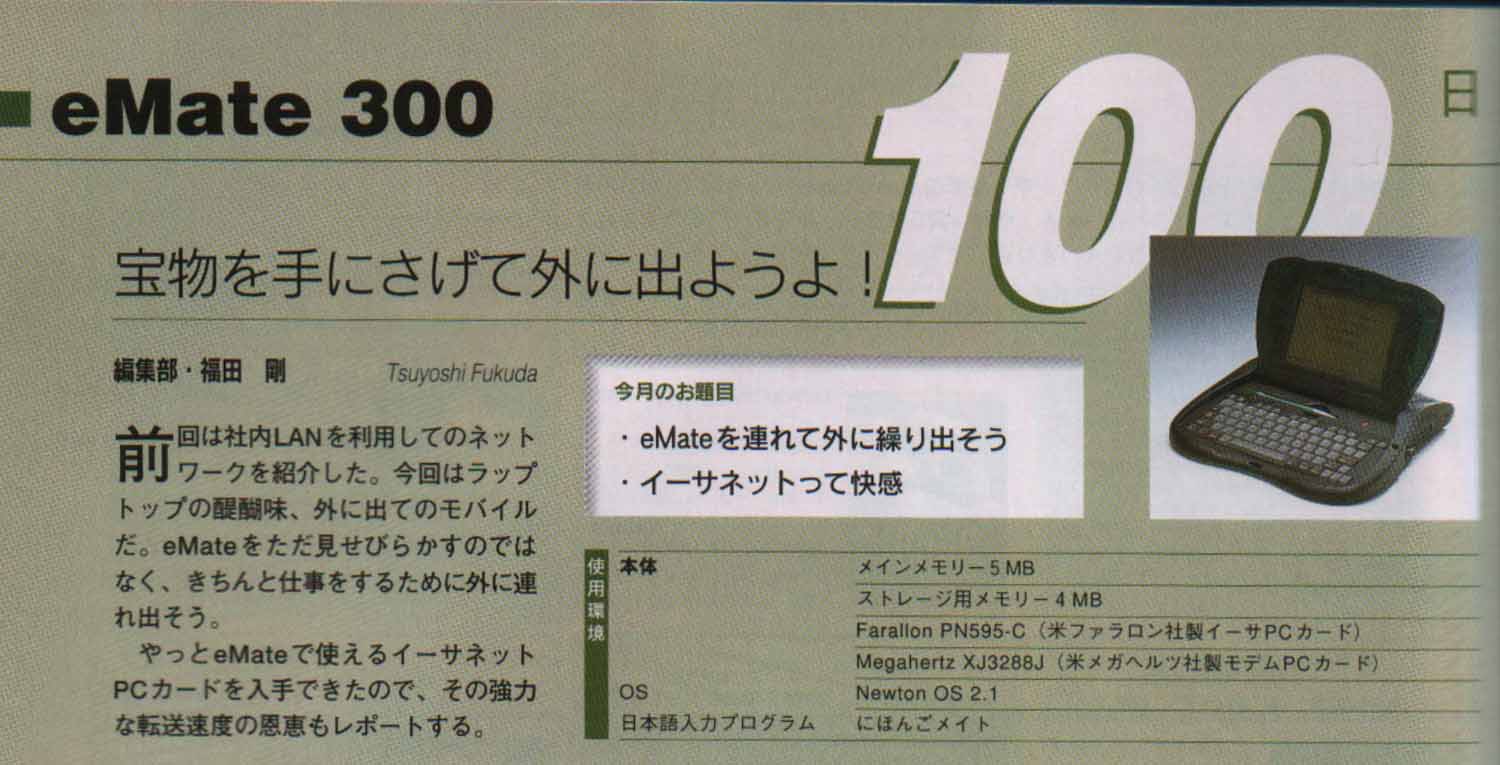 eMate 300
100
日
宝物を手にさげて外に出ようよ！
編集部・福田 剛 Tsuyoshi Fukuda
前回は社内LANを利用してのネット
ワークを紹介した。今回はラップ
トップの醍醐味、外に出てのモバイル
だ。eMateをただ見せびらかすのでは
なく、きちんと仕事をするために外に連
れ出そう。
やっとeMateで使えるイーサネット
PCカードを入手できたので、その強力
な転送速度の恩恵もレポートする。
今月のお題目
・eMateを連れて外に繰り出そう
・イーサネットって快感
使用環境
本体 メインメモリー5 MB
ストレージ用メモリー 4 MB
Farallon PN595-C（米ファラロン社製イーサPCカード）
Megahertz XJ3288J（米メガヘルツ社製モデムPCカード）
OS Newton OS 2.1
日本語入力プログラム にほんごメイト